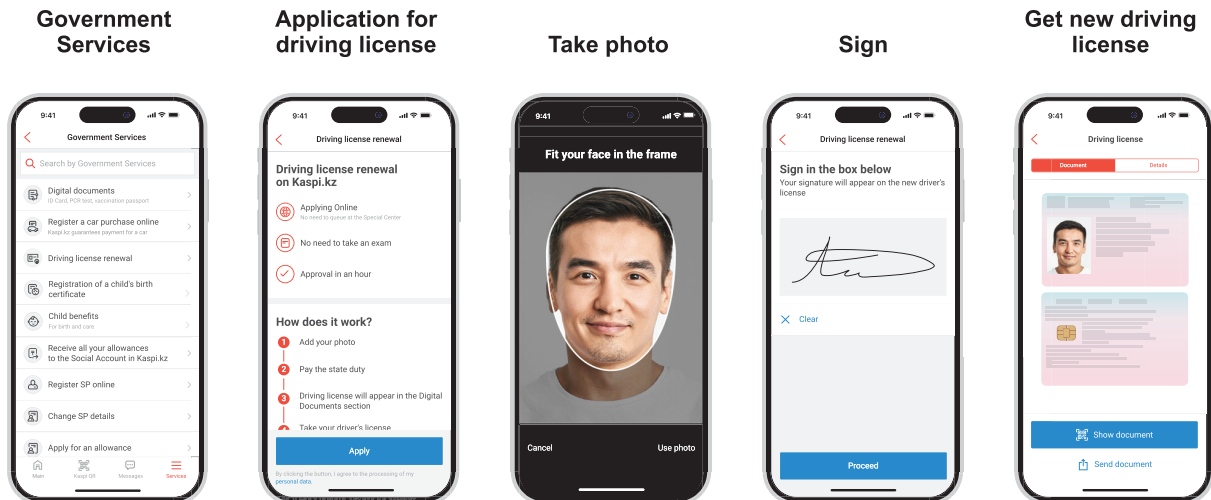 Government
Services
Application for
driving license
Take photo
Sign
Get new driving
license
9:41
Government Services
Search by Government Services
Digital documents
ID Card, PCR test, vaccination passport
Register a car purchase online
Kaspi.kz guarantees payment for a car
Driving license renewal
Registration of a child's birth
certificate
Child benefits
For birth and care
Receive all your allowances
to the Social Account in Kaspi.kz
Register SP online
Change SP details
Apply for an allowance
Main
Kaspi QR
Messages
Services
9:41
Driving license renewal
Driving license renewal
on Kaspi.kz
Applying Online
No need to queue at the Special Center
No need to take an exam
Approval in an hour
How does it work?
1 Add your photo
2 Pay the state duty
3 Driving license will appear in the Digital
Documents section
4 Take your driver's license
Apply
By clicking the button, I agree to the processing of my
personal data.
9:41
Fit your face in the frame
Cancel
Use photo
9:41
Driving license renewal
Sign in the box below
Your signature will appear on the new driver's
license
Clear
Proceed
9:41
Driving license
Document
Details
Show document
Send document